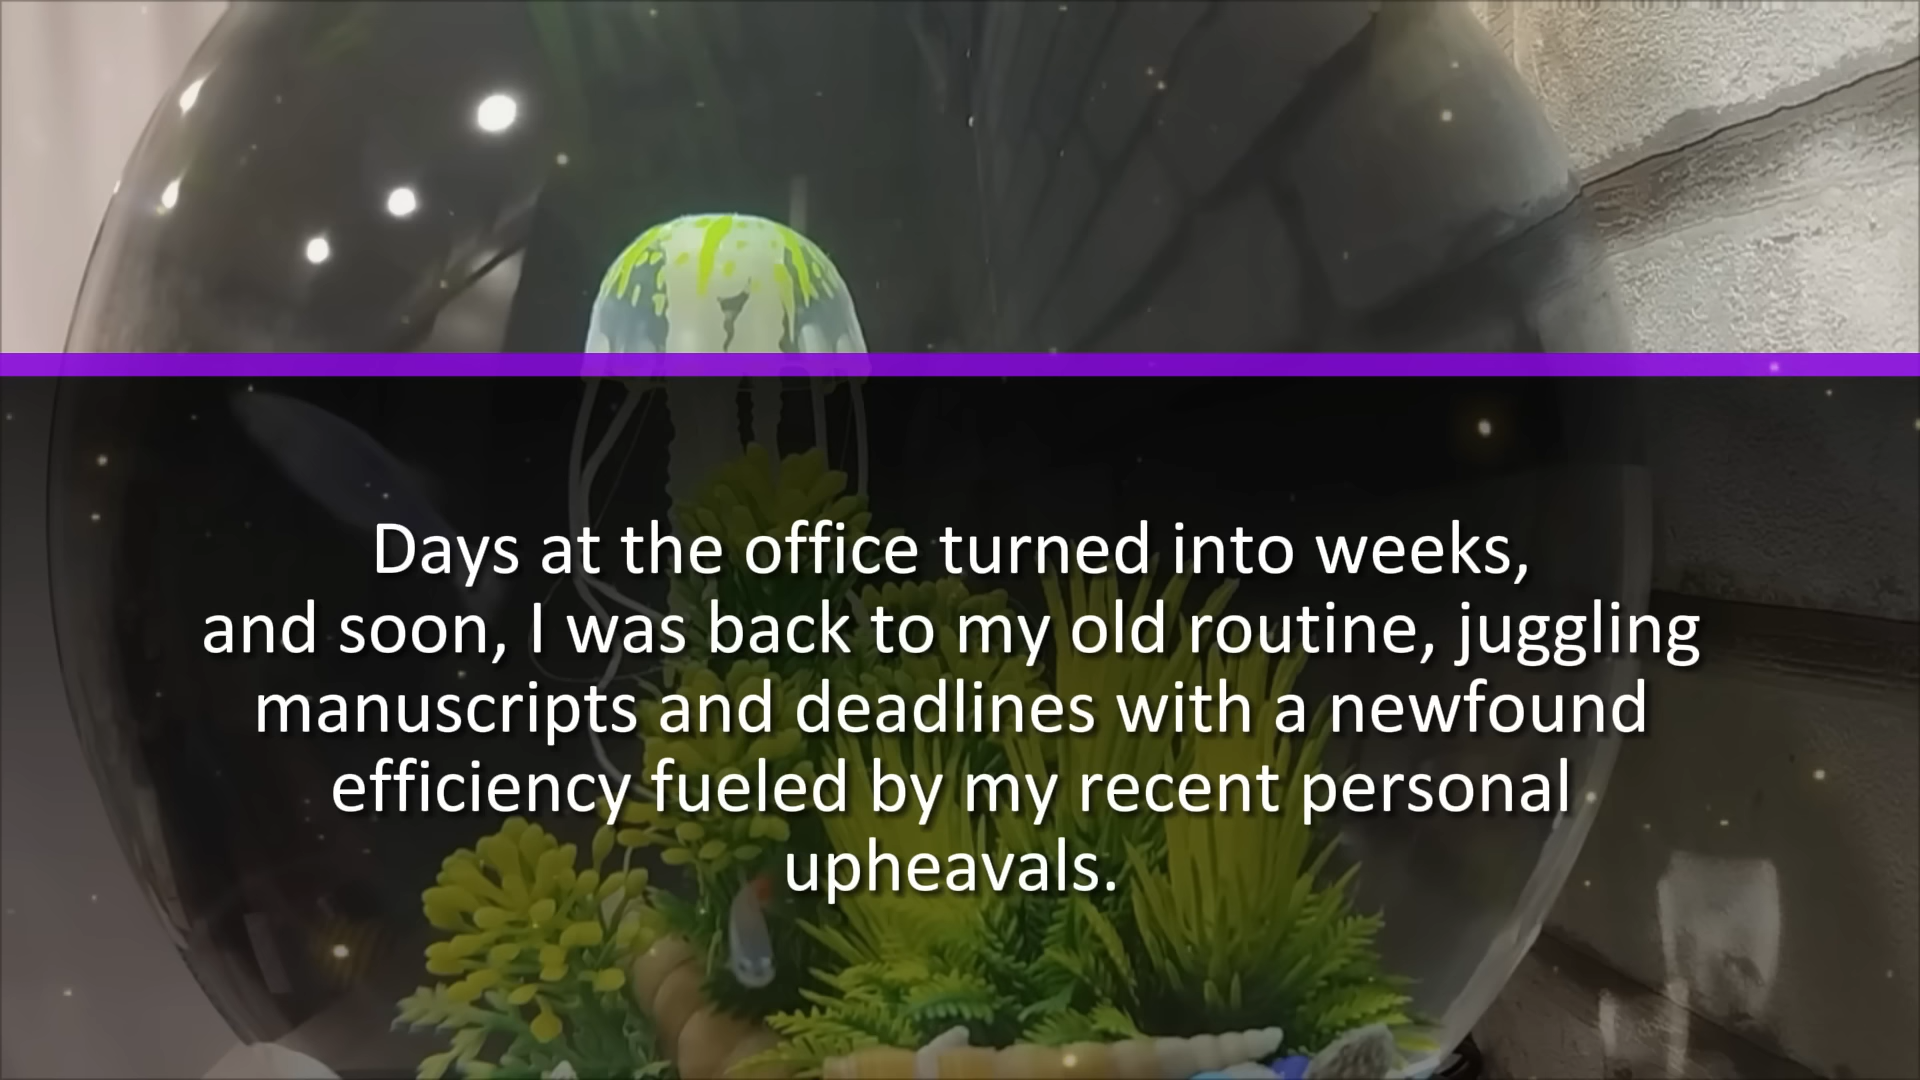 Days at the office turned into weeks,
and soon, I was back to my old routine, juggling
manuscripts and deadlines with a newfound
efficiency fueled by my recent personal
upheavals.